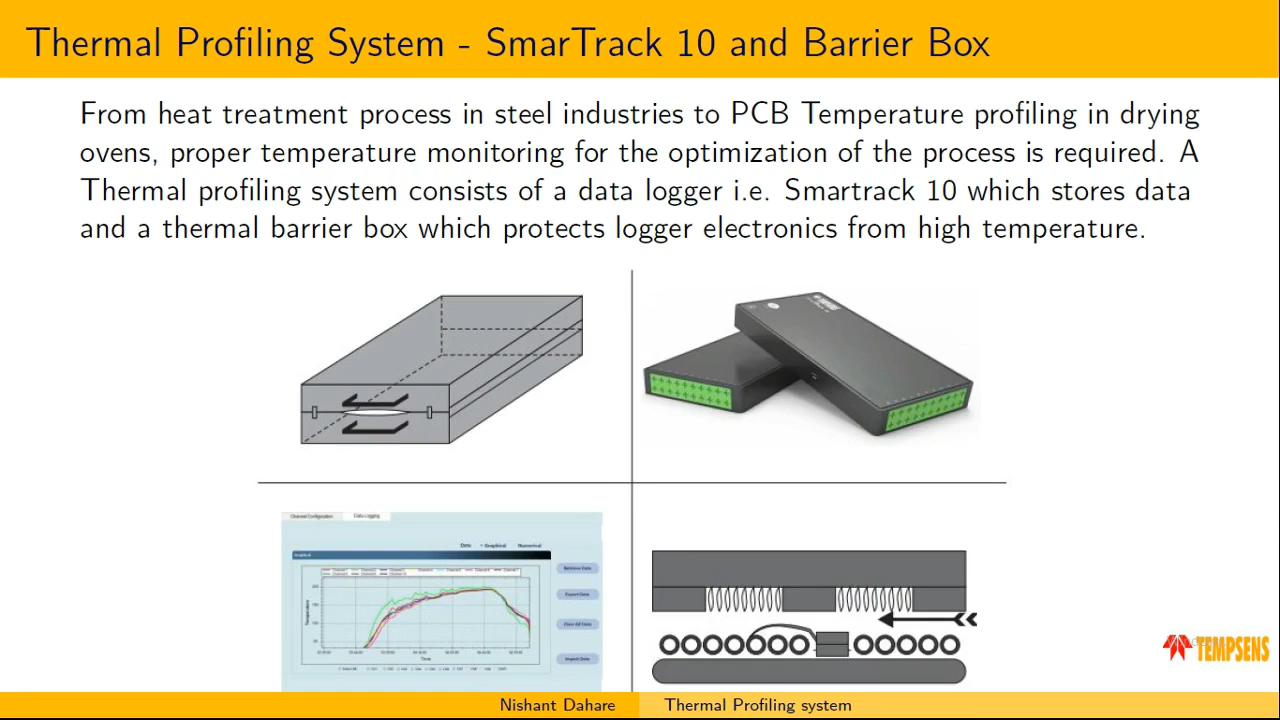 Thermal Profiling System - SmarTrack 10 and Barrier Box
From heat treatment process in steel industries to PCB Temperature profiling in drying
ovens, proper temperature monitoring for the optimization of the process is required. A
Thermal profiling system consists of a data logger i.e. Smartrack 10 which stores data
and a thermal barrier box which protects logger electronics from high temperature.
Channel Configuration Data Logging
Data Graphical Numerical
Graphical
Retrieve Data
Export Data
Clear All Data
Import Data
Temperature
Time
TEMPSENS
Nishant Dahare Thermal Profiling system